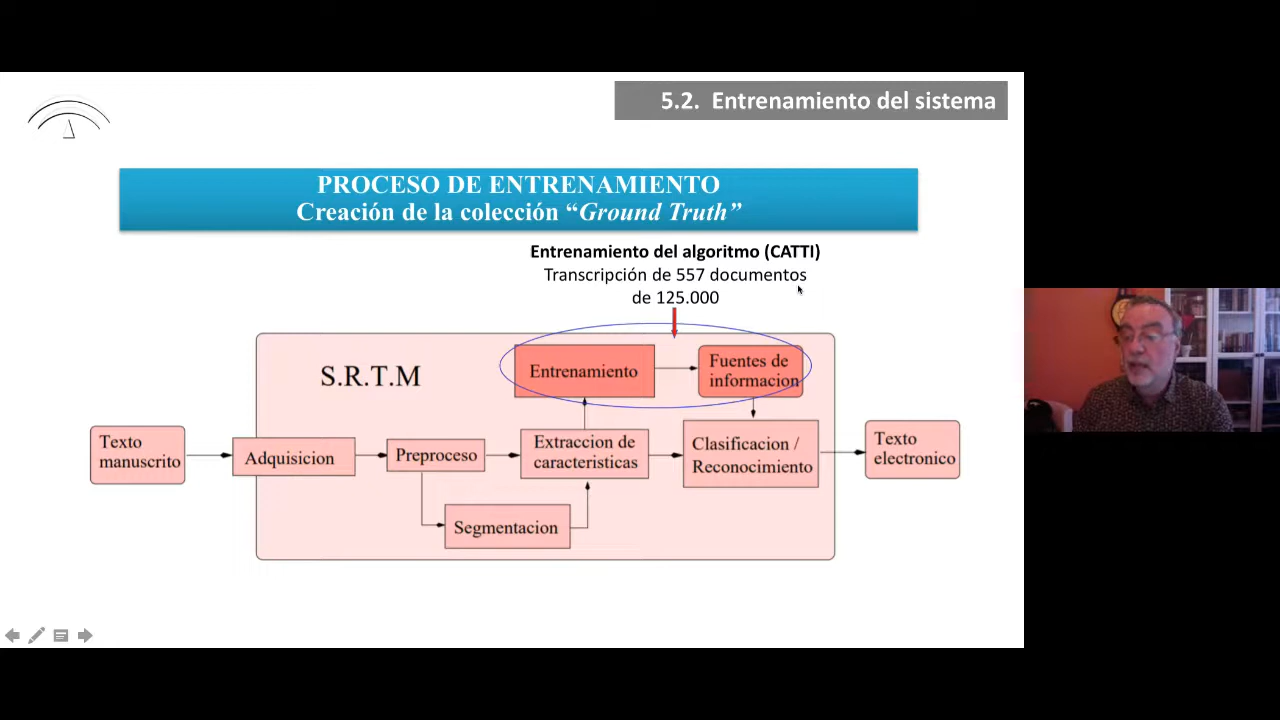 5.2. Entrenamiento del sistema
PROCESO DE ENTRENAMIENTO
Creación de la colección “Ground Truth”
Entrenamiento del algoritmo (CATTI)
Transcripción de 557 documentos
de 125.000
S.R.T.M
Entrenamiento
Fuentes de
informacion
Texto
manuscrito
Adquisicion
Preproceso
Extraccion de
caracteristicas
Clasificacion /
Reconocimiento
Texto
electronico
Segmentacion